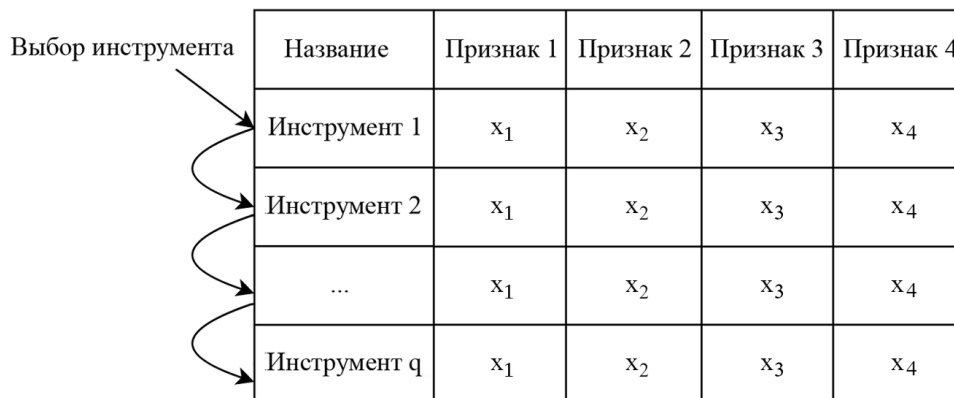 Выбор инструмента
Название Признак 1 Признак 2 Признак 3 Признак 4
Инструмент 1 x₁ x₂ x₃ x₄
Инструмент 2 x₁ x₂ x₃ x₄
... x₁ x₂ x₃ x₄
Инструмент q x₁ x₂ x₃ x₄